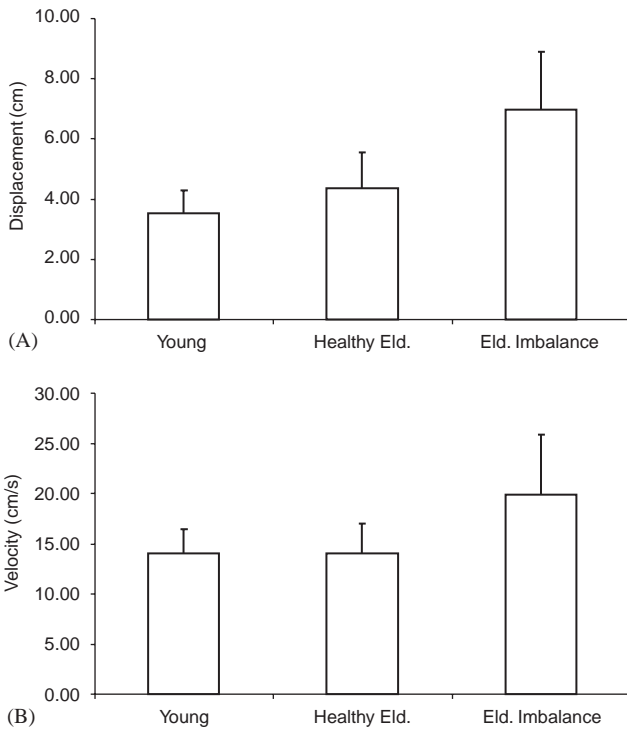 10.00
8.00
6.00
4.00
2.00
0.00
Displacement (cm)
(A)
Young Healthy Eld. Eld. Imbalance
30.00
25.00
20.00
15.00
10.00
5.00
0.00
Velocity (cm/s)
(B)
Young Healthy Eld. Eld. Imbalance